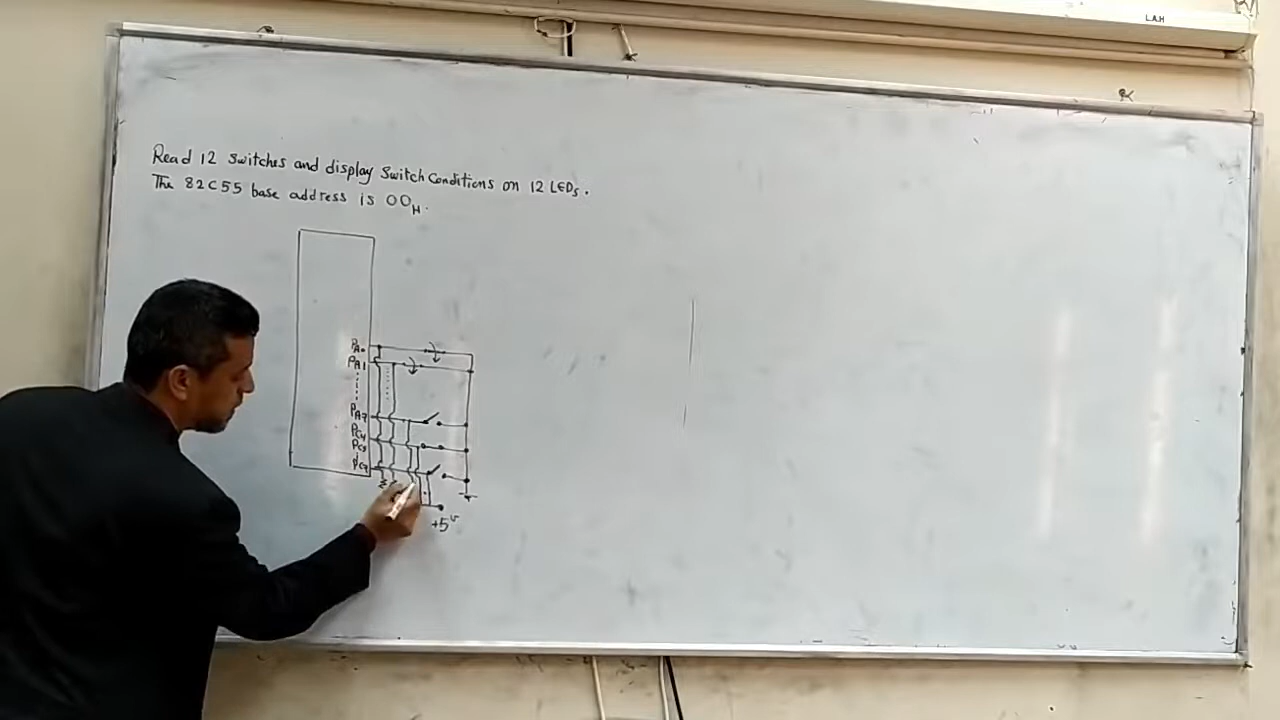 L.A.H
Read 12 Switches and display Switch Conditions on 12 LEDs.
The 82C55 base address is 00H.
PA0
PA1
PA7
PC4
PC5
PC7
+5V